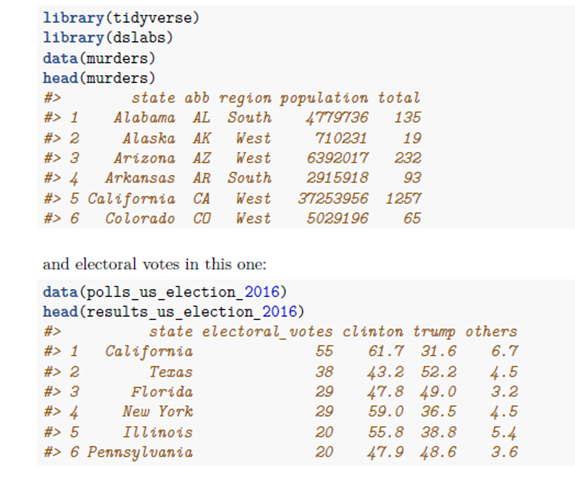 library(tidyverse)
library(dslabs)
data(murders)
head(murders)
#> state abb region population total
#> 1 Alabama AL South 4779736 135
#> 2 Alaska AK West 710231 19
#> 3 Arizona AZ West 6392017 232
#> 4 Arkansas AR South 2915918 93
#> 5 California CA West 37253956 1257
#> 6 Colorado CO West 5029196 65
and electoral votes in this one:
data(polls_us_election_2016)
head(results_us_election_2016)
#> state electoral_votes clinton trump others
#> 1 California 55 61.7 31.6 6.7
#> 2 Texas 38 43.2 52.2 4.5
#> 3 Florida 29 47.8 49.0 3.2
#> 4 New York 29 59.0 36.5 4.5
#> 5 Illinois 20 55.8 38.8 5.4
#> 6 Pennsylvania 20 47.9 48.6 3.6